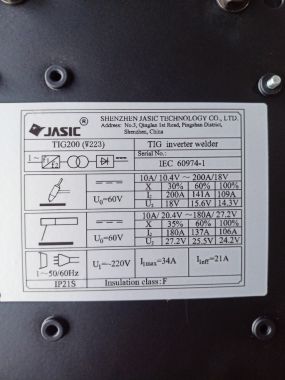 JASIC®
SHENZHEN JASIC TECHNOLOGY CO., LTD.
Address: No.3, Qinglan 1st Road, Pingshan District,
Shenzhen, China
TIG200 (W223)
TIG inverter welder
Serial No.:
IEC 60974-1
1~
10A/10.4V ~ 200A/18V
X 30% 60% 100%
I₂ 200A 141A 109A
U₀=60V
U₂ 18V 15.6V 14.3V
10A/20.4V ~180A/27.2V
X 35% 60% 100%
I₂ 180A 137A 106A
U₀=60V
U₂ 27.2V 25.5V 24.2V
1~50/60Hz
U₁=~220V
I₁max=34A
I₁eff=21A
IP21S
Insulation class: F